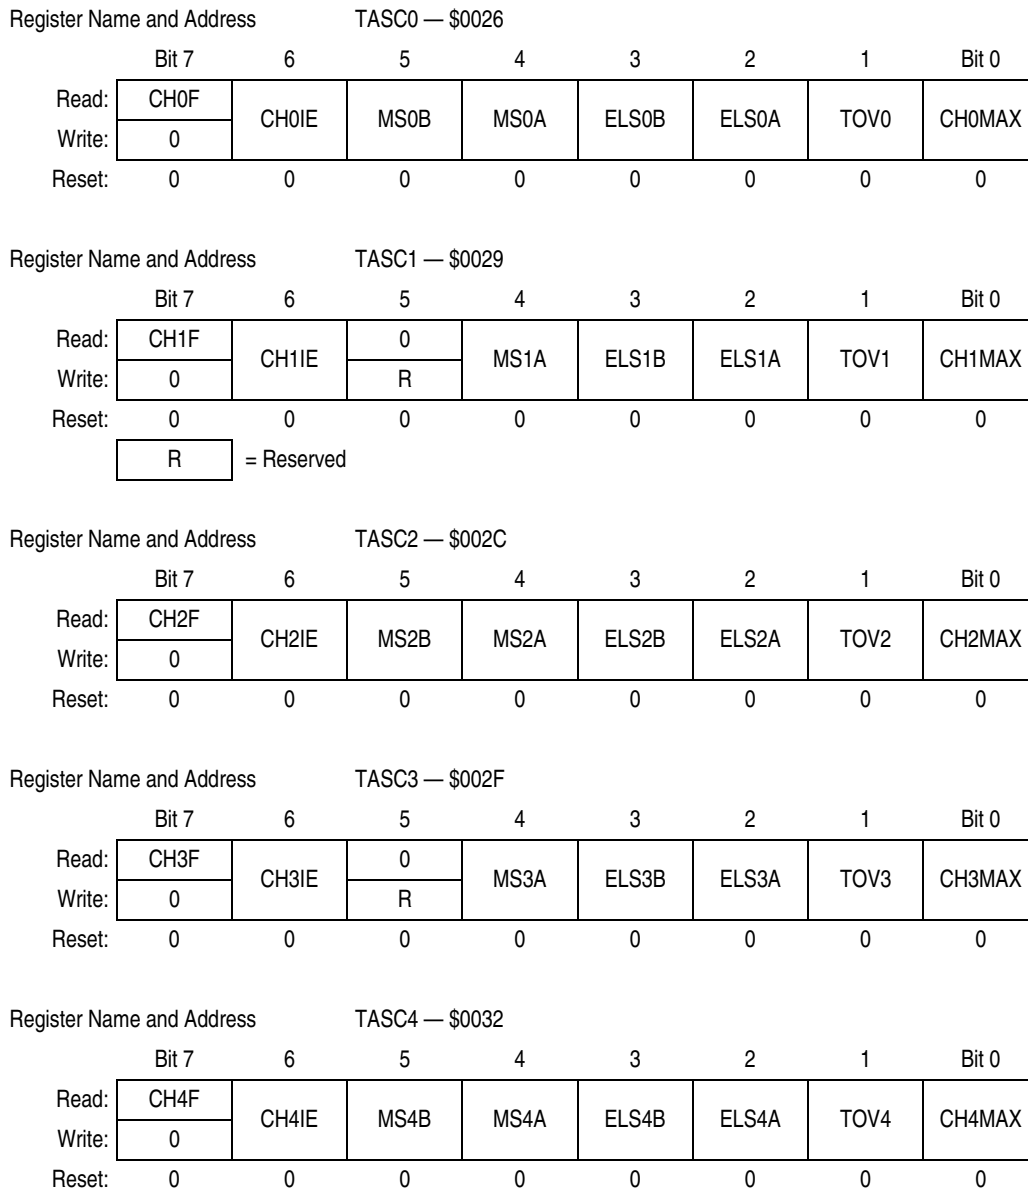 Register Name and Address TASC0 — $0026
Bit 7 6 5 4 3 2 1 Bit 0
Read: CH0F CH0IE MS0B MS0A ELS0B ELS0A TOV0 CH0MAX
Write: 0
Reset: 0 0 0 0 0 0 0 0
Register Name and Address TASC1 — $0029
Bit 7 6 5 4 3 2 1 Bit 0
Read: CH1F CH1IE 0 MS1A ELS1B ELS1A TOV1 CH1MAX
Write: 0 R
Reset: 0 0 0 0 0 0 0 0
R = Reserved
Register Name and Address TASC2 — $002C
Bit 7 6 5 4 3 2 1 Bit 0
Read: CH2F CH2IE MS2B MS2A ELS2B ELS2A TOV2 CH2MAX
Write: 0
Reset: 0 0 0 0 0 0 0 0
Register Name and Address TASC3 — $002F
Bit 7 6 5 4 3 2 1 Bit 0
Read: CH3F CH3IE 0 MS3A ELS3B ELS3A TOV3 CH3MAX
Write: 0 R
Reset: 0 0 0 0 0 0 0 0
Register Name and Address TASC4 — $0032
Bit 7 6 5 4 3 2 1 Bit 0
Read: CH4F CH4IE MS4B MS4A ELS4B ELS4A TOV4 CH4MAX
Write: 0
Reset: 0 0 0 0 0 0 0 0